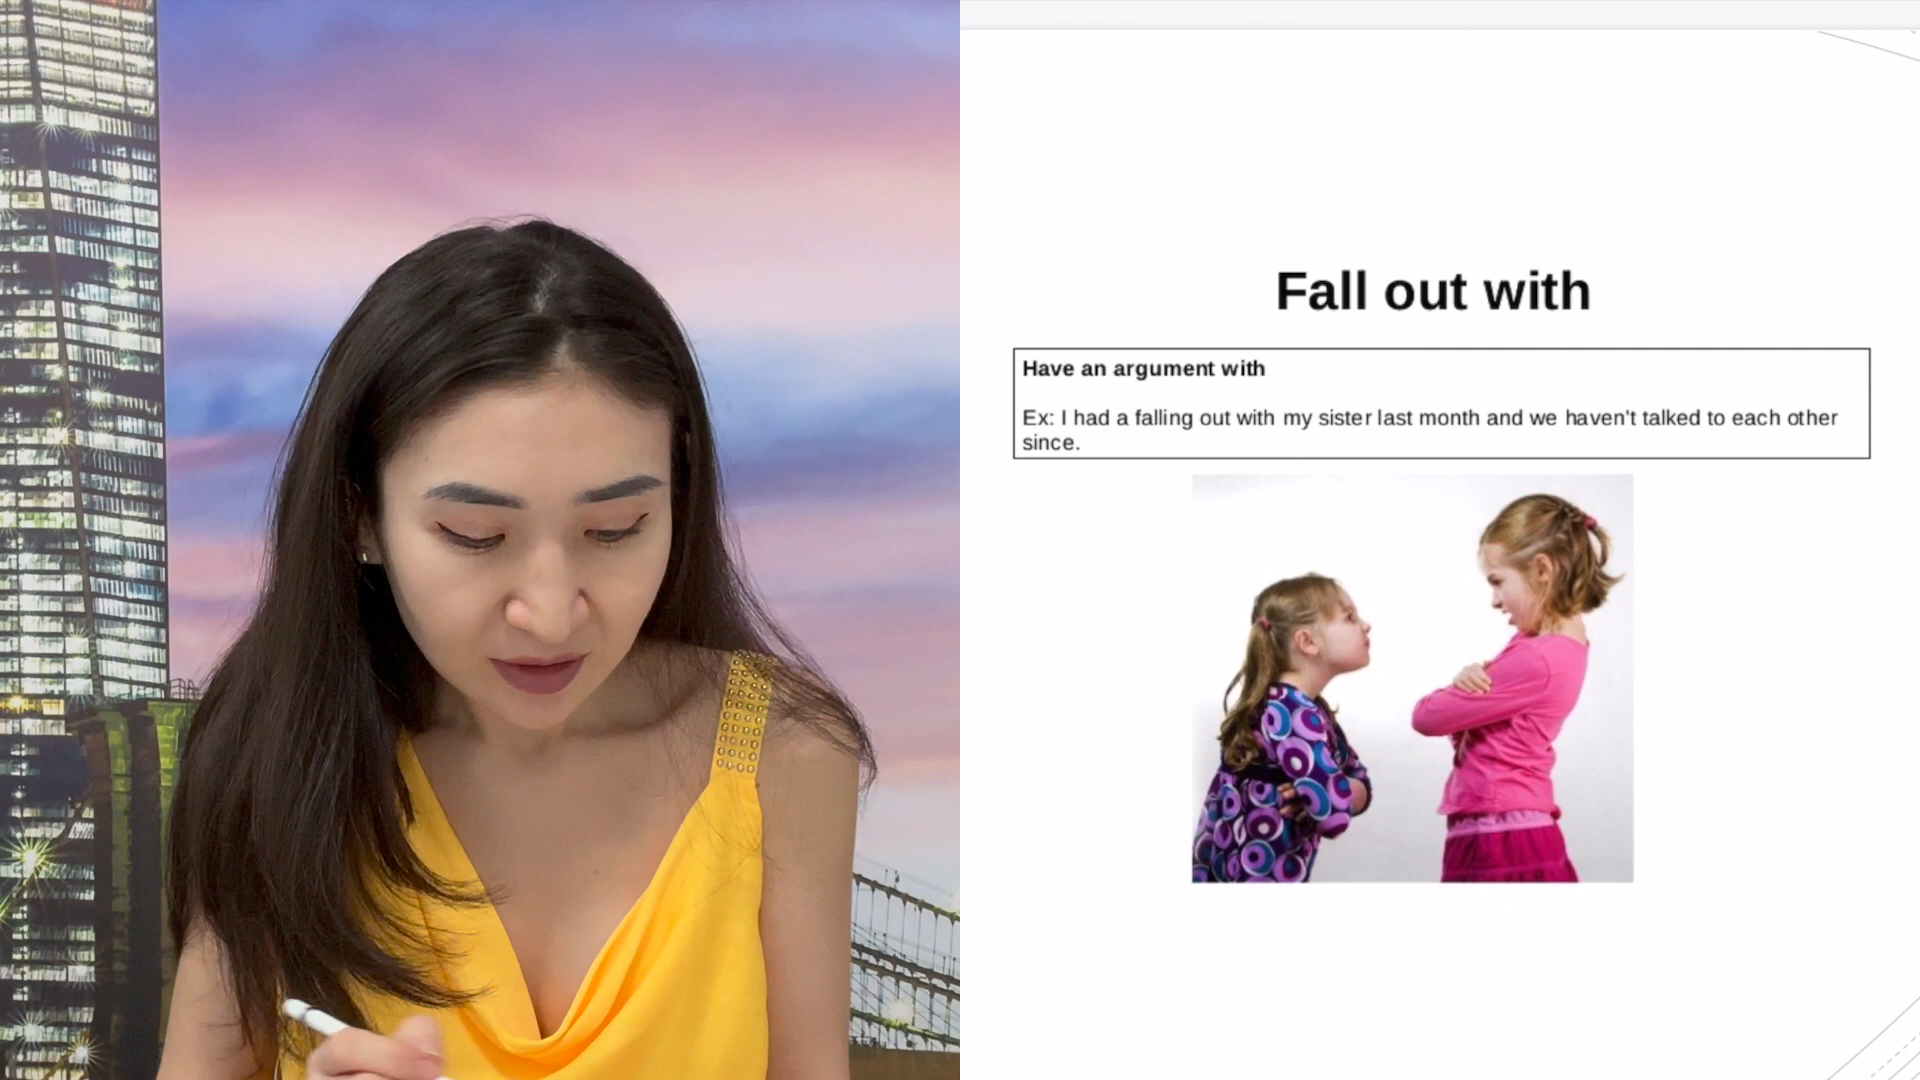 Fall out with
Have an argument with
Ex: I had a falling out with my sister last month and we haven't talked to each other
since.